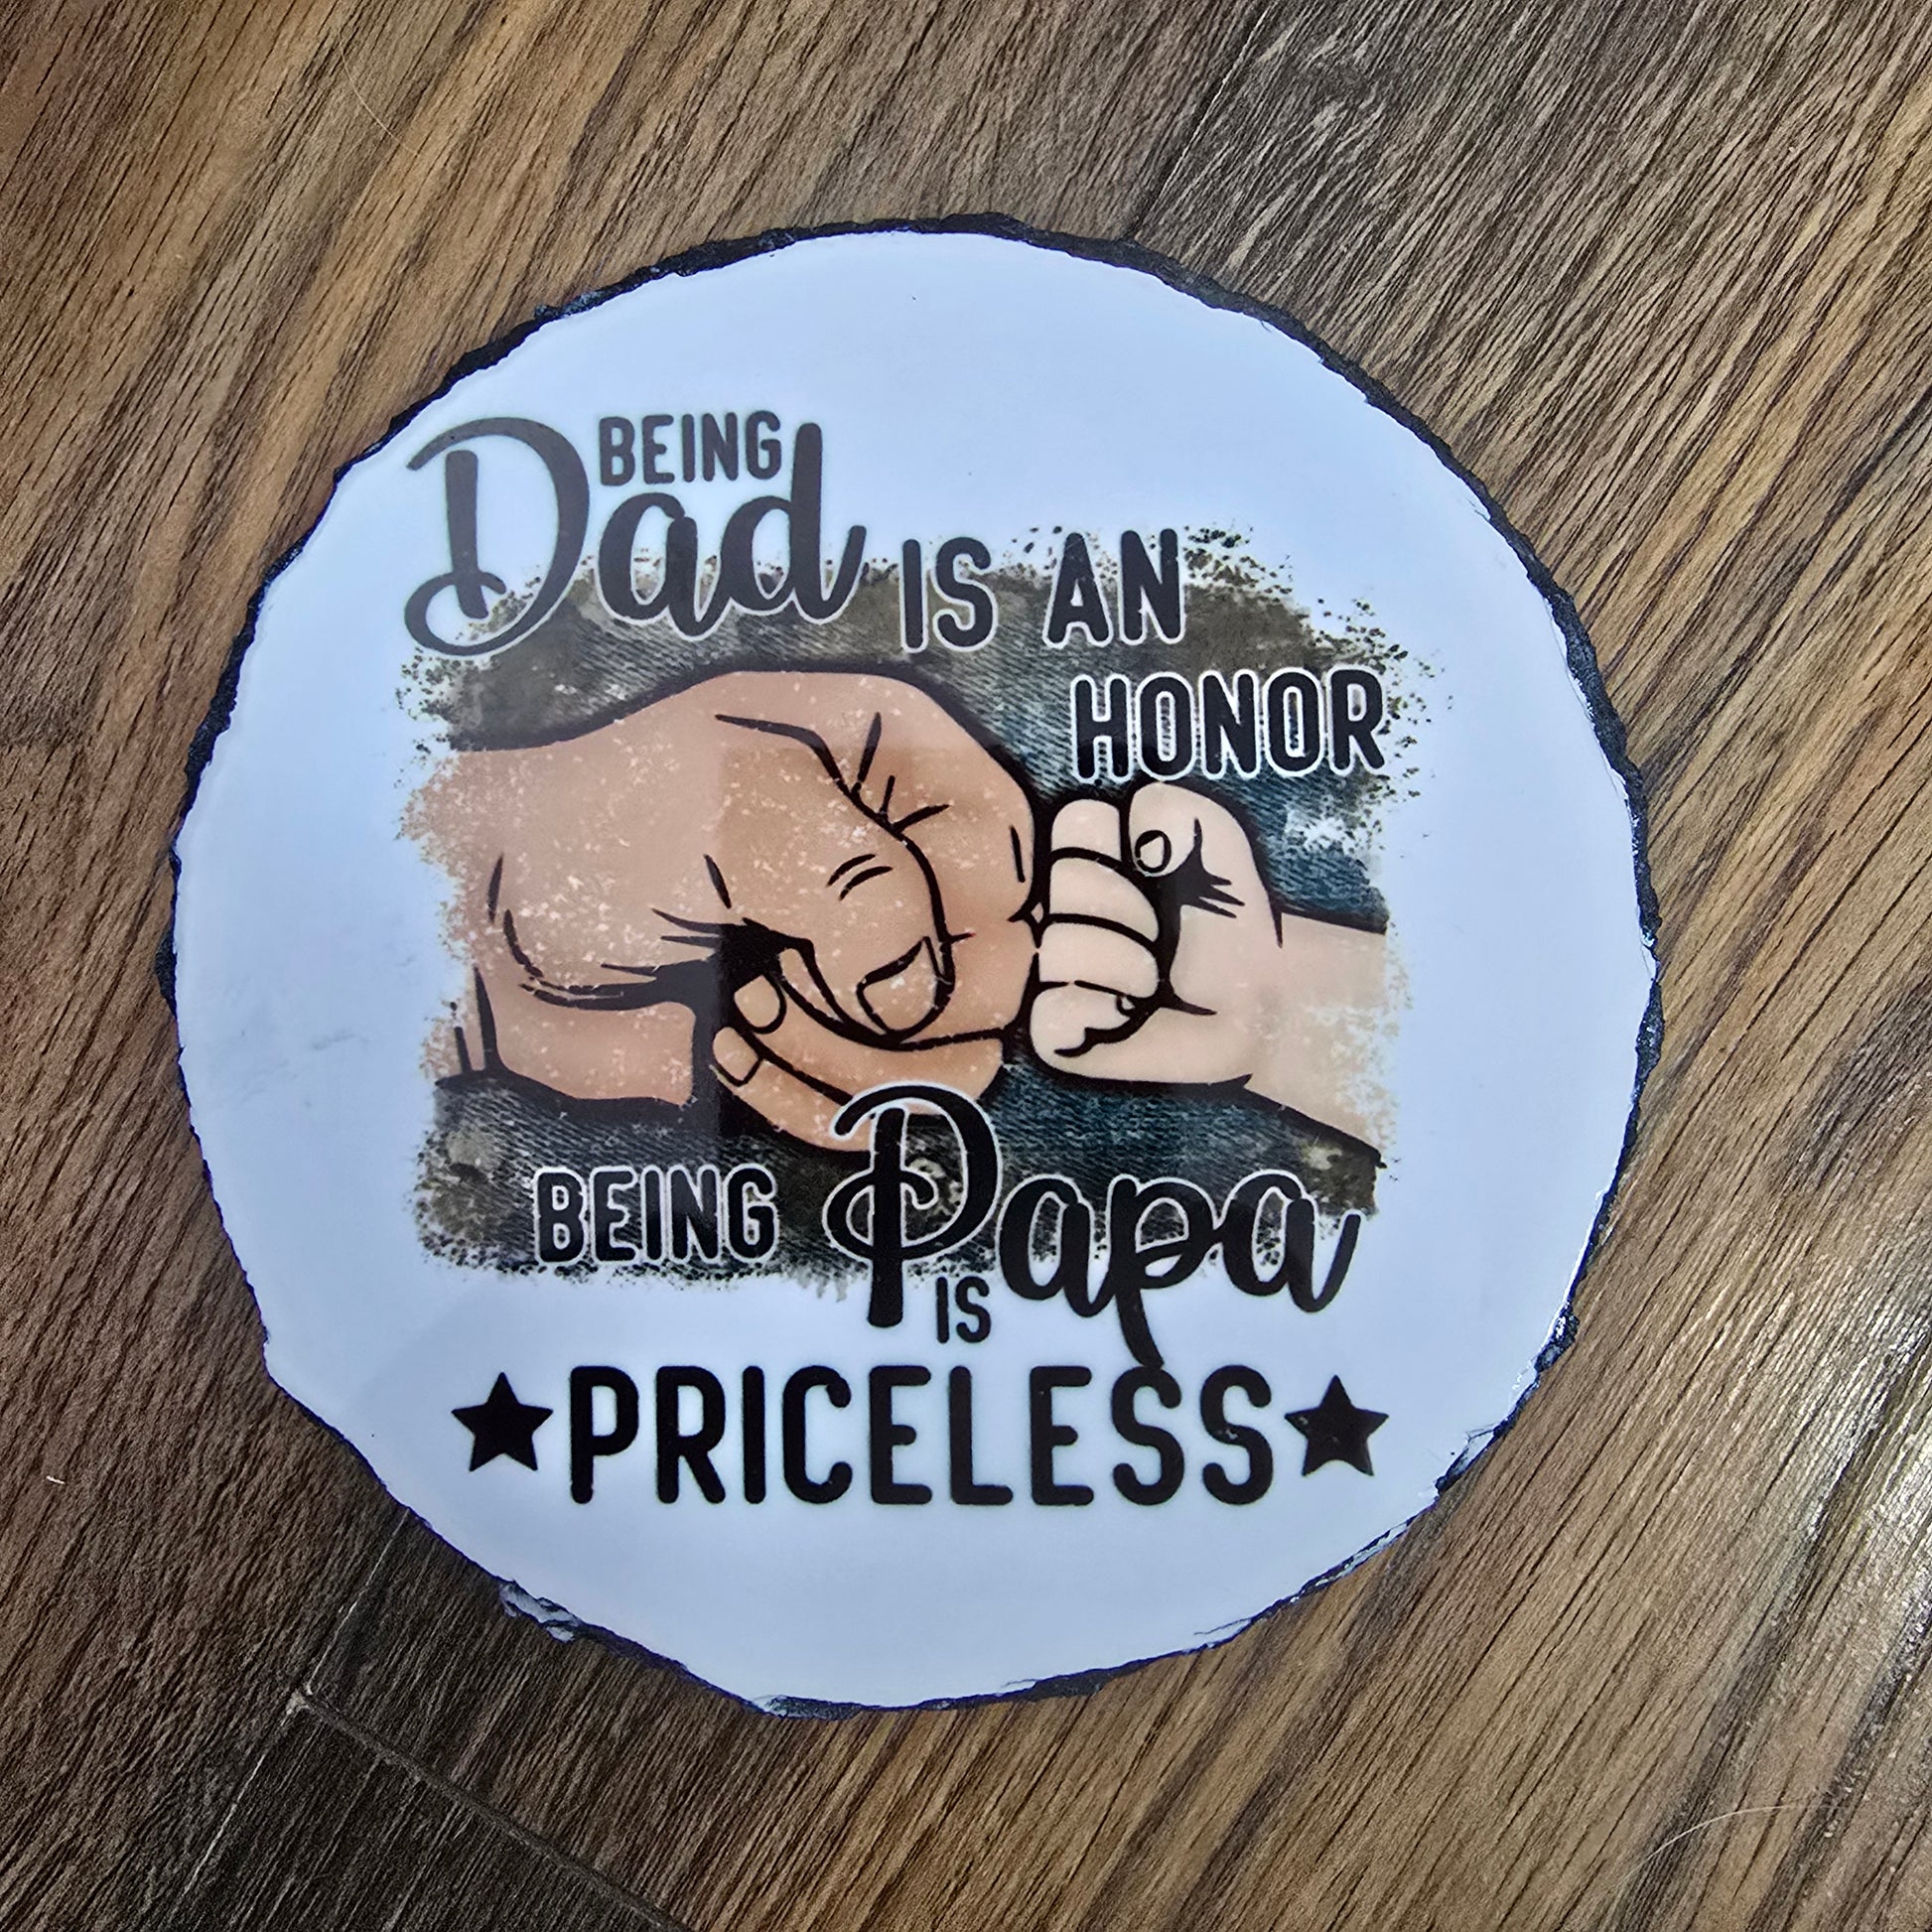 BEING
Dad IS AN
HONOR
BEING Papa
IS
PRICELESS